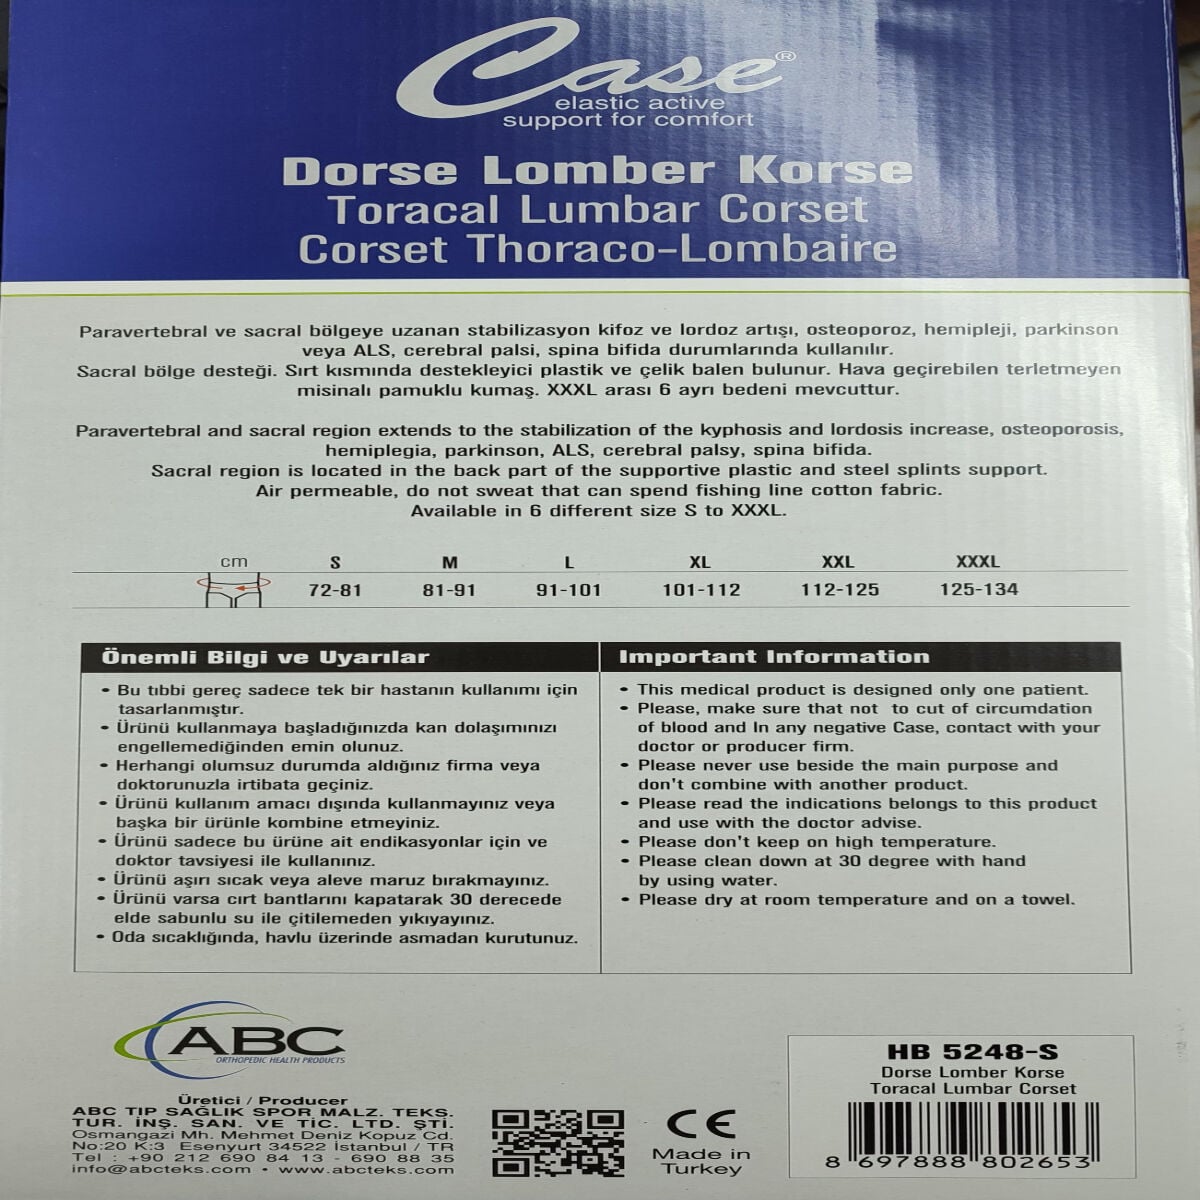 Case®
elastic active
support for comfort
Dorse Lomber Korse
Toracal Lumbar Corset
Corset Thoraco-Lombaire
Paravertebral ve sacral bölgeye uzanan stabilizasyon kifoz ve lordoz artışı, osteoporoz, hemipleji, parkinson
veya ALS, cerebral palsi, spina bifida durumlarında kullanılır.
Sacral bölge desteği. Sırt kısmında destekleyici plastik ve çelik balen bulunur. Hava geçirebilen terletmeyen
misinalı pamuklu kumaş. XXXL arası 6 ayrı bedeni mevcuttur.
Paravertebral and sacral region extends to the stabilization of the kyphosis and lordosis increase, osteoporosis,
hemiplegia, parkinson, ALS, cerebral palsy, spina bifida.
Sacral region is located in the back part of the supportive plastic and steel splints support.
Air permeable, do not sweat that can spend fishing line cotton fabric.
Available in 6 different size S to XXXL.
cm S M L XL XXL XXXL
72-81 81-91 91-101 101-112 112-125 125-134
Önemli Bilgi ve Uyarılar
• Bu tıbbi gereç sadece tek bir hastanın kullanımı için
tasarlanmıştır.
• Ürünü kullanmaya başladığınızda kan dolaşımınızı
engellemediğinden emin olunuz.
• Herhangi olumsuz durumda aldığınız firma veya
doktorunuzla irtibata geçiniz.
• Ürünü kullanım amacı dışında kullanmayınız veya
başka bir ürünle kombine etmeyiniz.
• Ürünü sadece bu ürüne ait endikasyonlar için ve
doktor tavsiyesi ile kullanınız.
• Ürünü aşırı sıcak veya aleve maruz bırakmayınız.
• Ürünü varsa cırt bantlarını kapatarak 30 derecede
elde sabunlu su ile çitilemeden yıkıyayınız.
• Oda sıcaklığında, havlu üzerinde asmadan kurutunuz.
Important Information
• This medical product is designed only one patient.
• Please, make sure that not to cut of circumdation
of blood and In any negative Case, contact with your
doctor or producer firm.
• Please never use beside the main purpose and
don't combine with another product.
• Please read the indications belongs to this product
and use with the doctor advise.
• Please don't keep on high temperature.
• Please clean down at 30 degree with hand
by using water.
• Please dry at room temperature and on a towel.
ABC
ORTHOPEDIC HEALTH PRODUCTS
Üretici / Producer
ABC TIP SAĞLIK SPOR MALZ. TEKS.
TUR. İNŞ. SAN. VE TİC. LTD. ŞTİ.
Osmangazi Mh. Mehmet Deniz Kopuz Cd.
No:20 K:3 Esenyurt 34522 İstanbul / TR
Tel : +90 212 690 84 13 - 690 88 35
info@abcteks.com • www.abcteks.com
CE
Made in
Turkey
HB 5248-S
Dorse Lomber Korse
Toracal Lumbar Corset
8 697888 802653